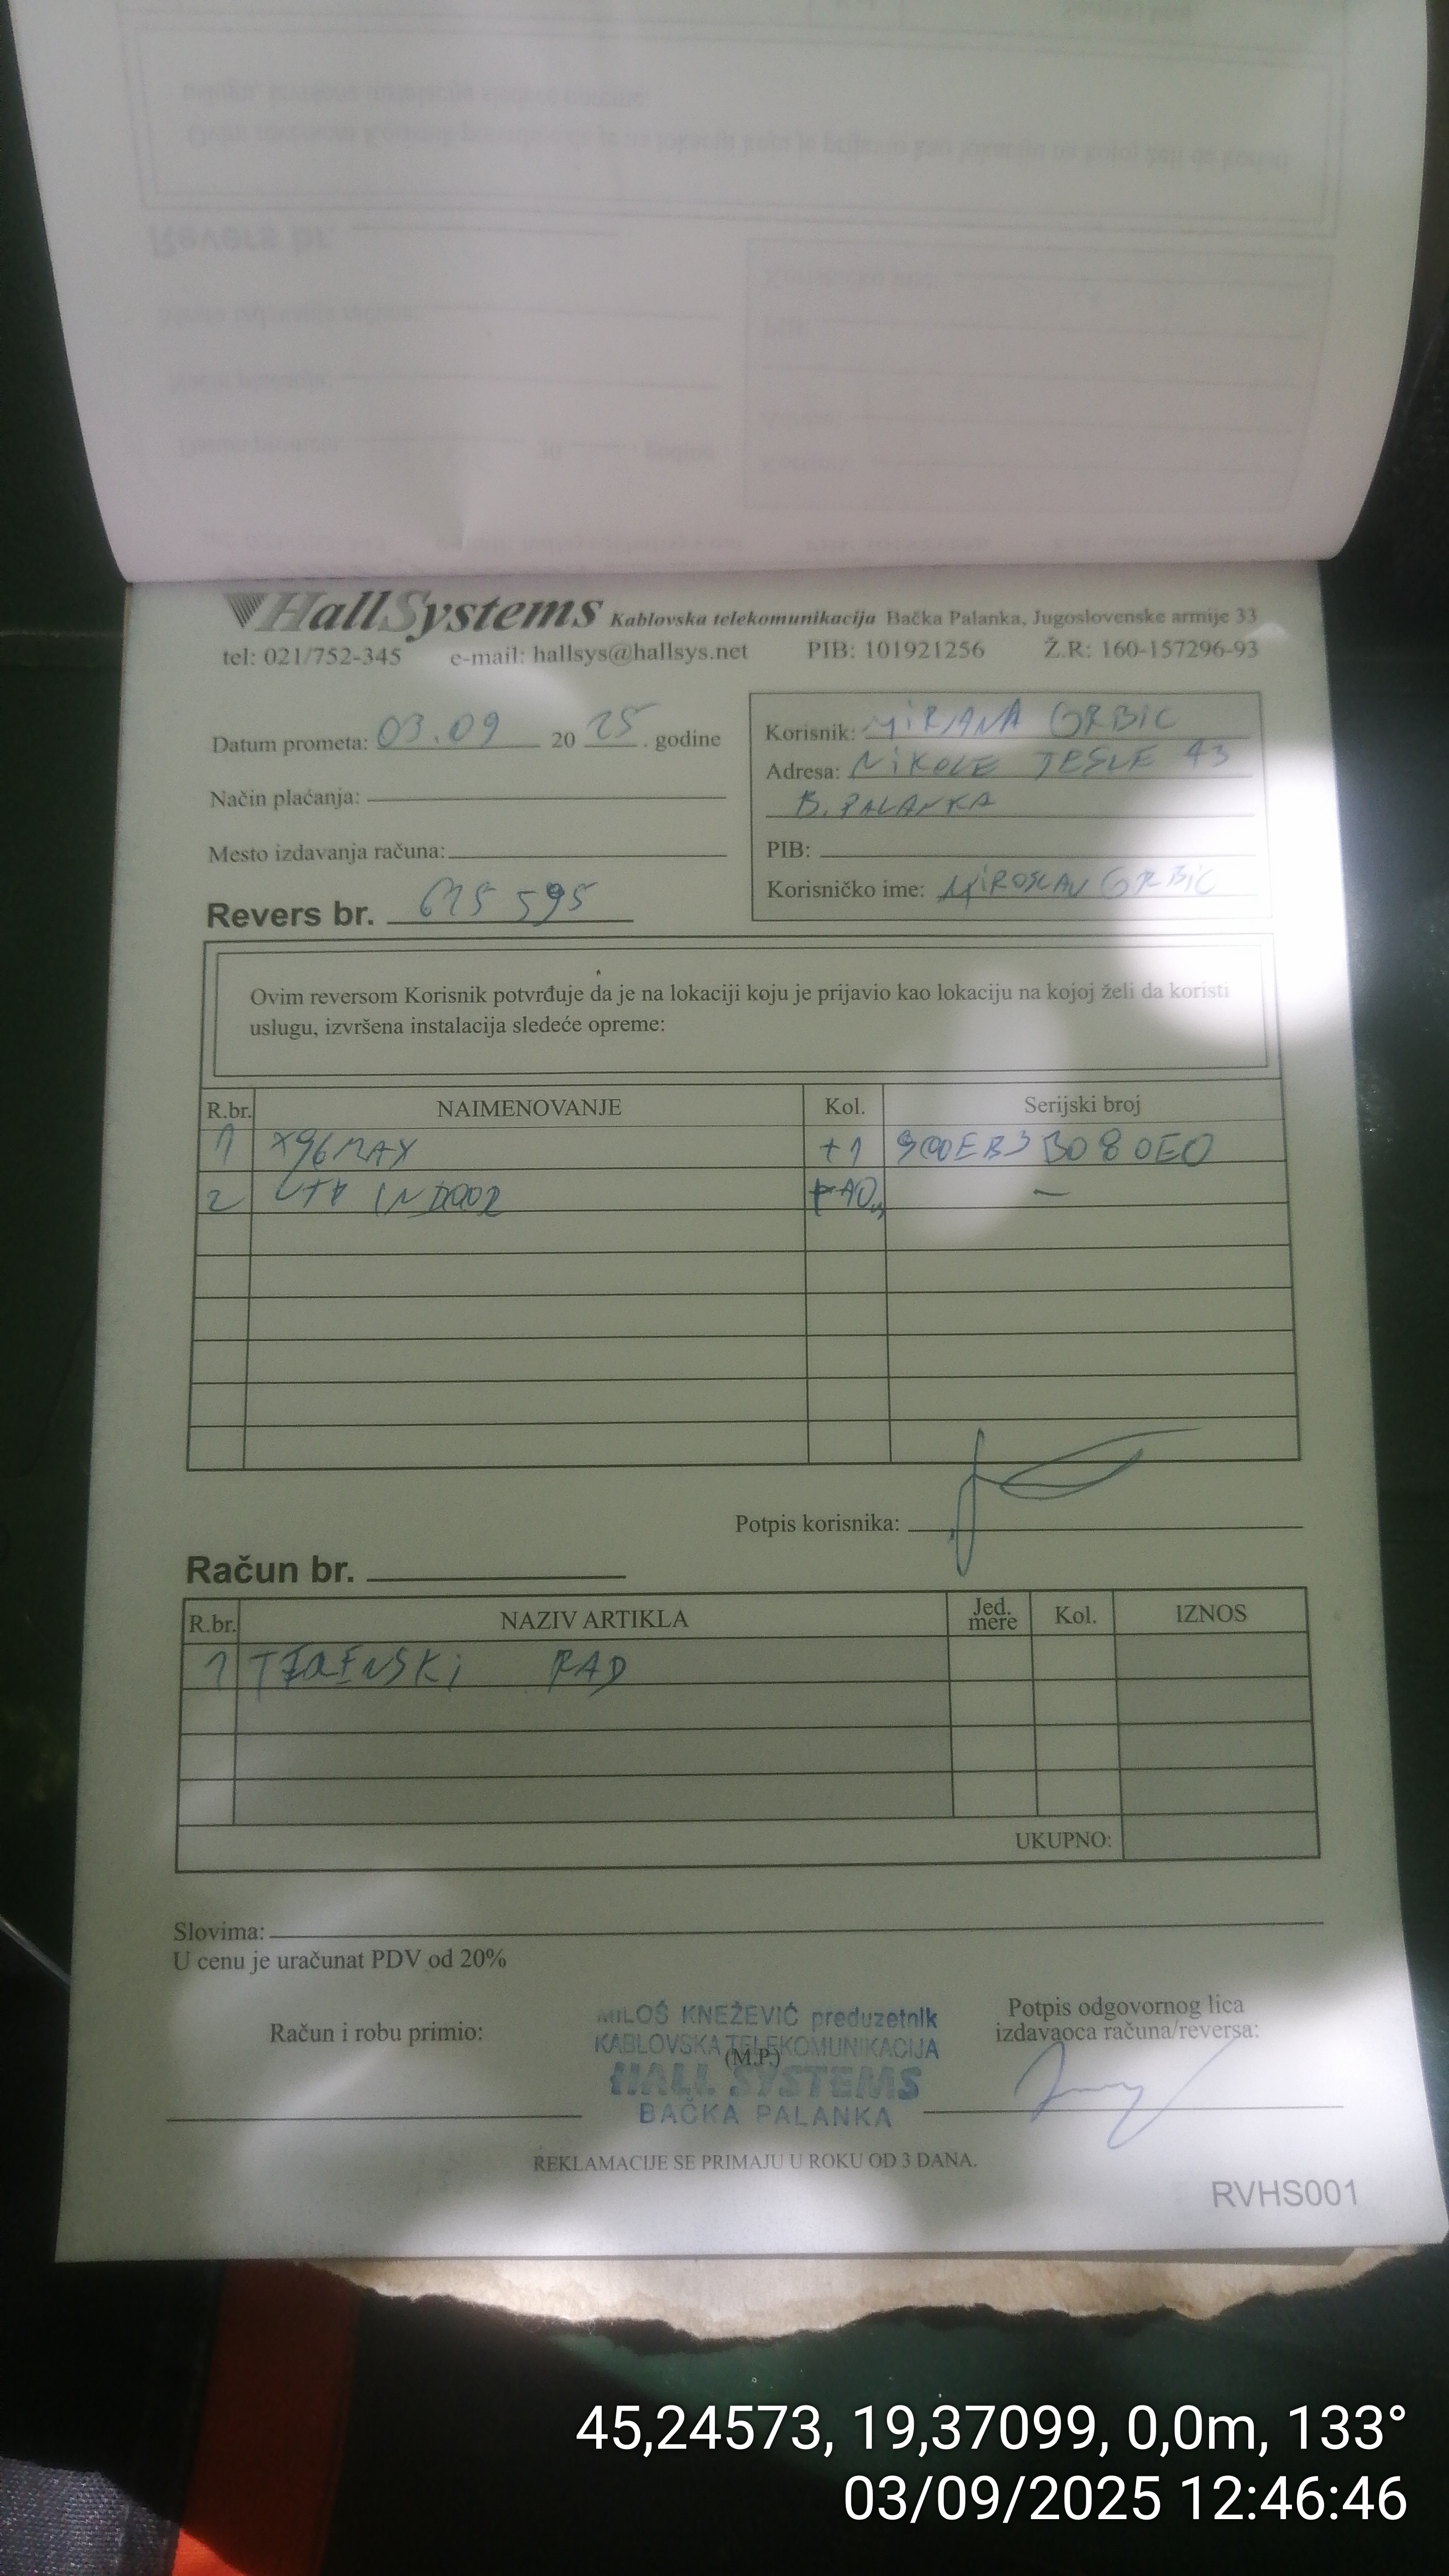 HallSystems Kablovska telekomunikacija Bačka Palanka, Jugoslovenske armije 33
tel: 021/752-345 e-mail: hallsys@hallsys.net PIB: 101921256 Ž.R: 160-157296-93
Datum prometa: 03.09 20 25. godine
Način plaćanja:
Mesto izdavanja računa:
Revers br. 615 595
Korisnik: MIRJANA GRBIC
Adresa: NIKOLE TESLE 43
B. PALANKA
PIB:
Korisničko ime: MIROSLAV GRBIC
Ovim reversom Korisnik potvrđuje da je na lokaciji koju je prijavio kao lokaciju na kojoj želi da koristi
uslugu, izvršena instalacija sledeće opreme:
R.br. NAIMENOVANJE Kol. Serijski broj
1 X96MAX +1
2 INDOOR —
Potpis korisnika:
Račun br.
R.br. NAZIV ARTIKLA Jed. mere Kol. IZNOS
1 TERENSKI RAD
UKUPNO:
Slovima:
U cenu je uračunat PDV od 20%
Račun i robu primio:
MILOŠ KNEŽEVIĆ preduzetnik
KABLOVSKA TELEKOMUNIKACIJA
(M.P.)
HALL SYSTEMS
BAČKA PALANKA
Potpis odgovornog lica
izdavaoca računa/reversa:
REKLAMACIJE SE PRIMAJU U ROKU OD 3 DANA.
RVHS001
45,24573, 19,37099, 0,0m, 133°
03/09/2025 12:46:46